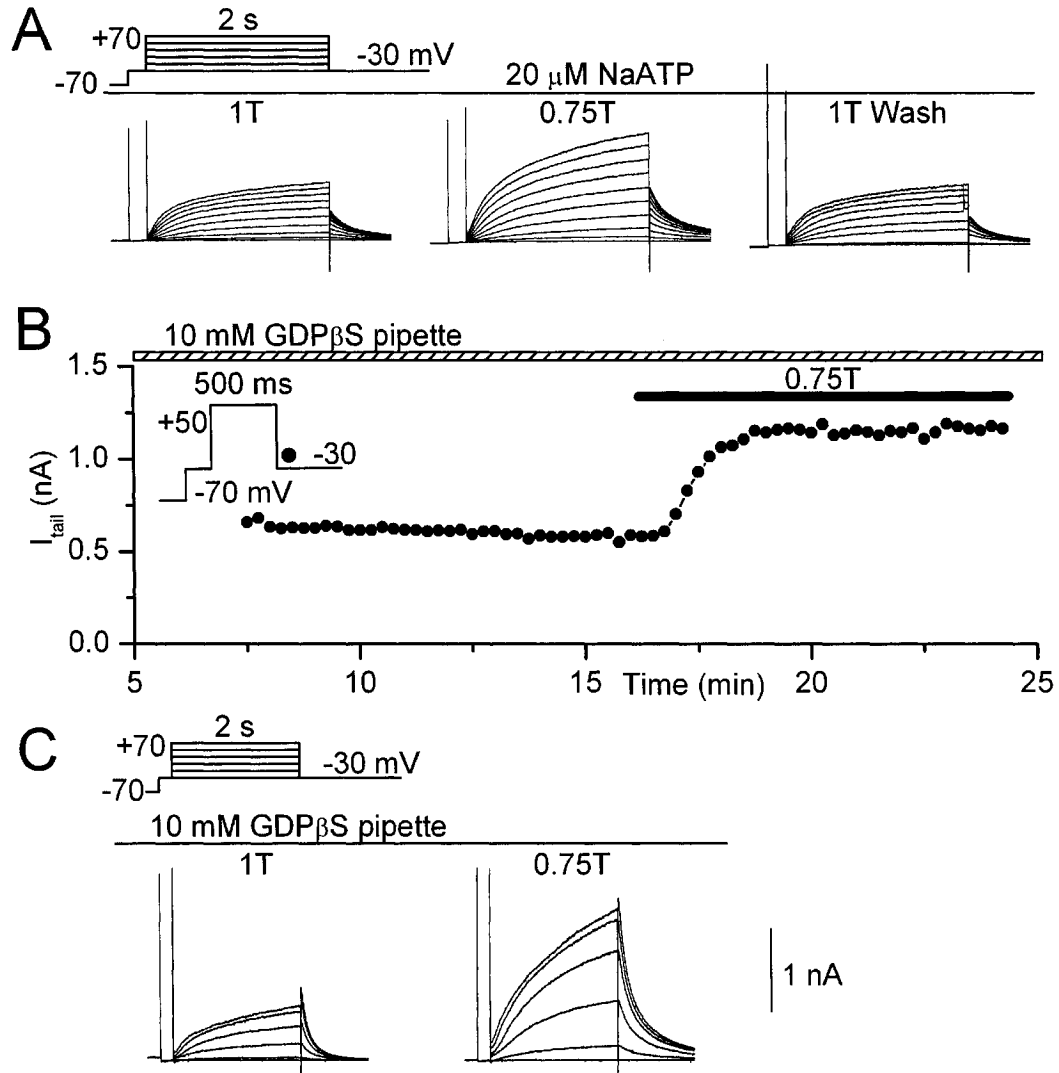 A
2 s
+70
-30 mV
-70
20 μM NaATP
1T
0.75T
1T Wash
B
10 mM GDPβS pipette
1.5
1.0
0.5
0.0
I_tail (nA)
500 ms
+50
-30
-70 mV
0.75T
5
10
15
20
25
Time (min)
C
2 s
+70
-30 mV
-70
10 mM GDPβS pipette
1T
0.75T
1 nA